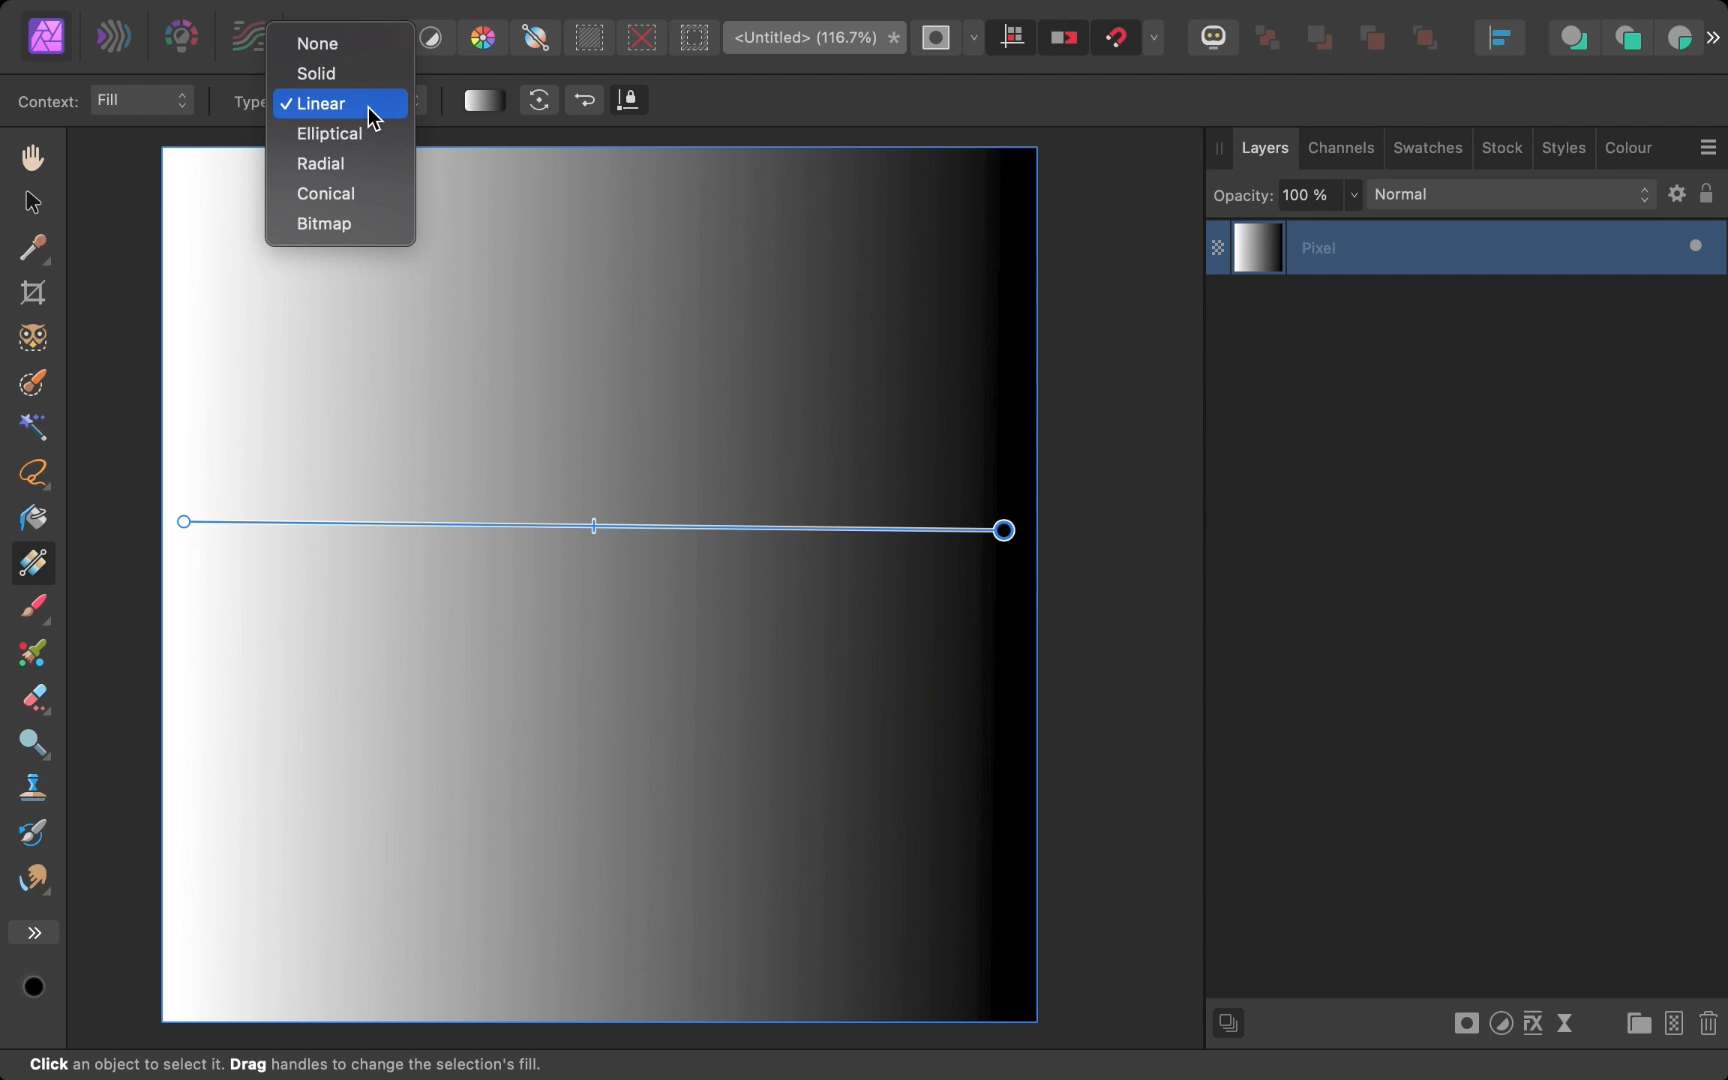 <Untitled> (116.7%) *
Context: Fill Type
None
Solid
✓ Linear
Elliptical
Radial
Conical
Bitmap
Layers Channels Swatches Stock Styles Colour
Opacity: 100 % Normal
Pixel
Click an object to select it. Drag handles to change the selection's fill.